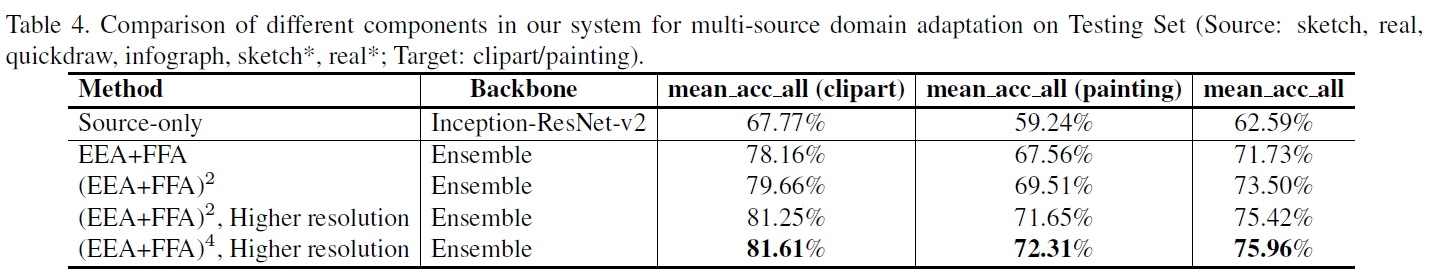 Table 4. Comparison of different components in our system for multi-source domain adaptation on Testing Set (Source: sketch, real,
quickdraw, infograph, sketch*, real*; Target: clipart/painting).
Method Backbone mean_acc_all (clipart) mean_acc_all (painting) mean_acc_all
Source-only Inception-ResNet-v2 67.77% 59.24% 62.59%
EEA+FFA Ensemble 78.16% 67.56% 71.73%
(EEA+FFA)² Ensemble 79.66% 69.51% 73.50%
(EEA+FFA)², Higher resolution Ensemble 81.25% 71.65% 75.42%
(EEA+FFA)⁴, Higher resolution Ensemble 81.61% 72.31% 75.96%